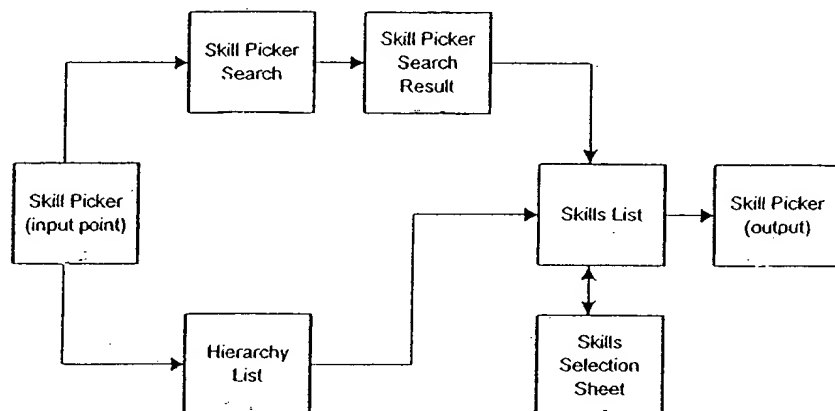 Skill Picker
Search
Skill Picker
Search
Result
Skill Picker
(input point)
Skills List
Skill Picker
(output)
Hierarchy
List
Skills
Selection
Sheet